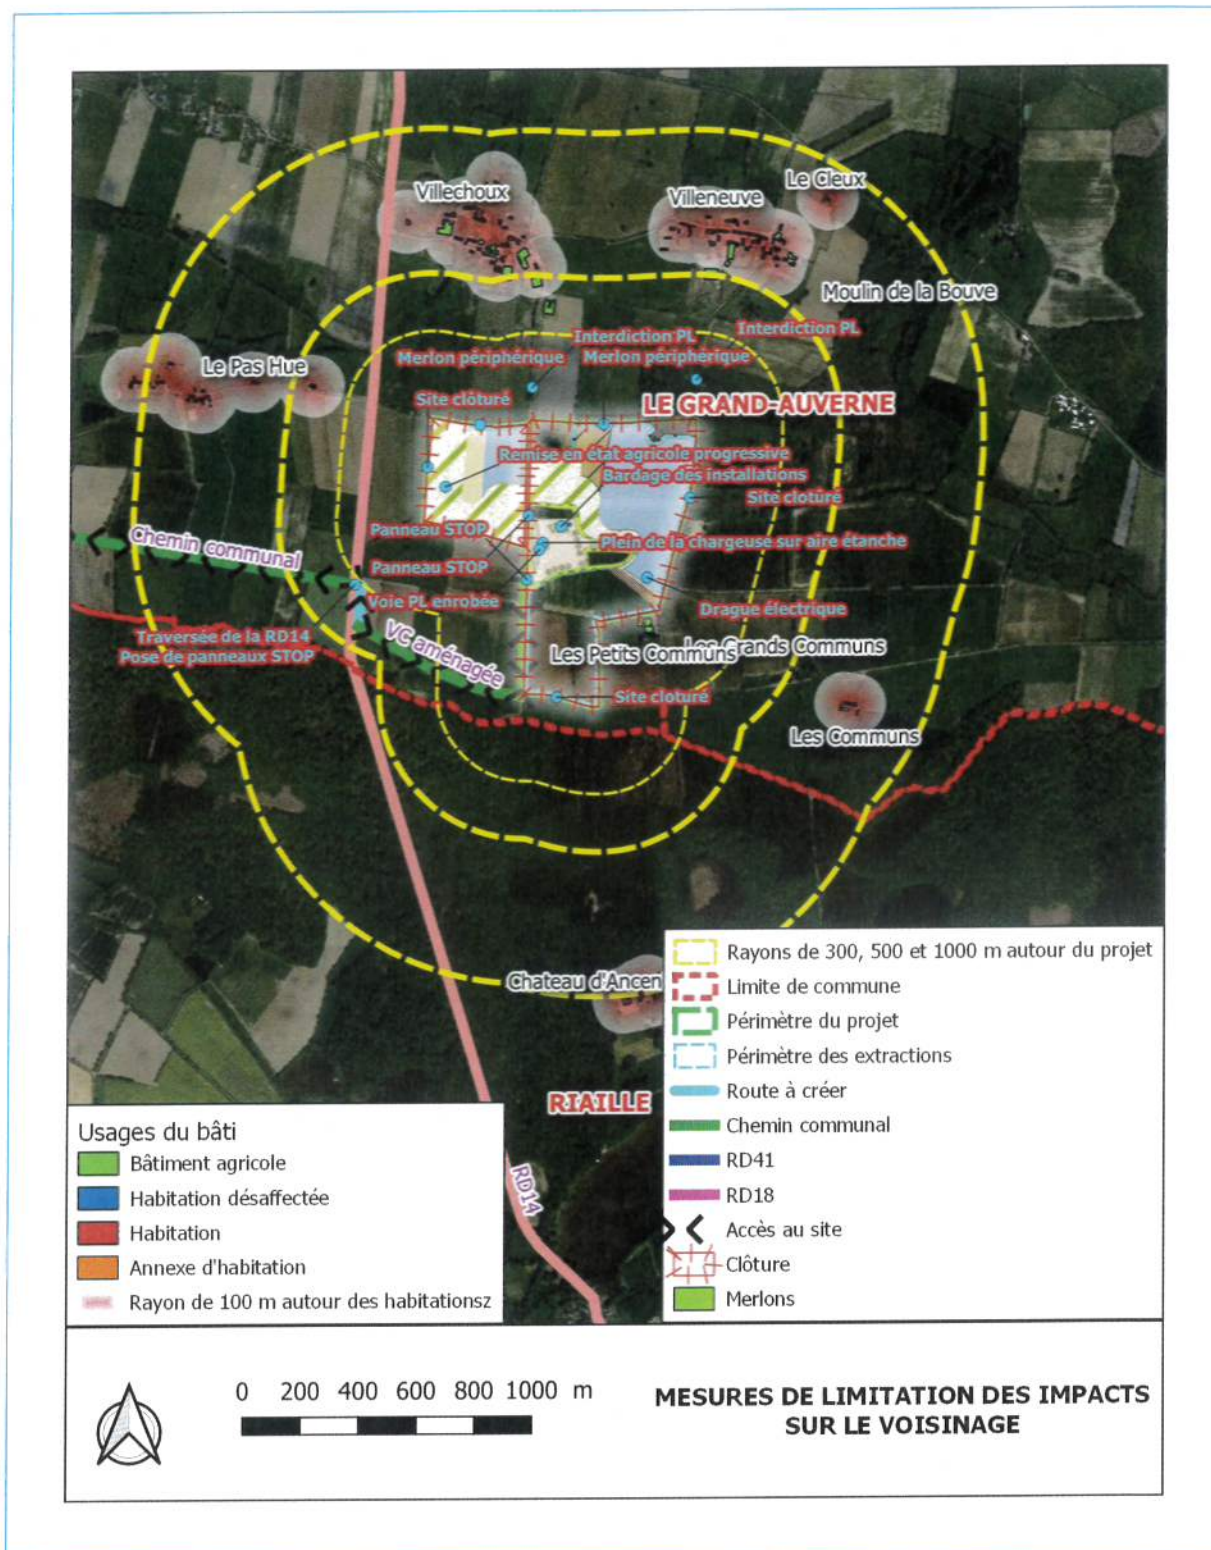 Villechoux
Villeneuve
Le Cleux
Moulin de la Bouve
Interdiction PL
Interdiction PL
Merlon périphérique
Merlon périphérique
Le Pas Hue
Site clôturé
LE GRAND-AUVERNE
Remise en état agricole progressive
Bardage des installations
Site cloturé
Panneau STOP
Plein de la chargeuse sur aire étanche
Chemin communal
Panneau STOP
Voie PL enrobée
Drague électrique
Traversée de la RD14
Pose de panneaux STOP
VC aménagée
Les Petits Communs
Grands Communs
Site cloturé
Les Communs
Chateau d'Ancen
RIAILLE
RD14
Rayons de 300, 500 et 1000 m autour du projet
Limite de commune
Périmètre du projet
Périmètre des extractions
Route à créer
Chemin communal
RD41
RD18
Accès au site
Clôture
Merlons
Usages du bâti
Bâtiment agricole
Habitation désaffectée
Habitation
Annexe d'habitation
Rayon de 100 m autour des habitationsz
0 200 400 600 800 1000 m
MESURES DE LIMITATION DES IMPACTS
SUR LE VOISINAGE